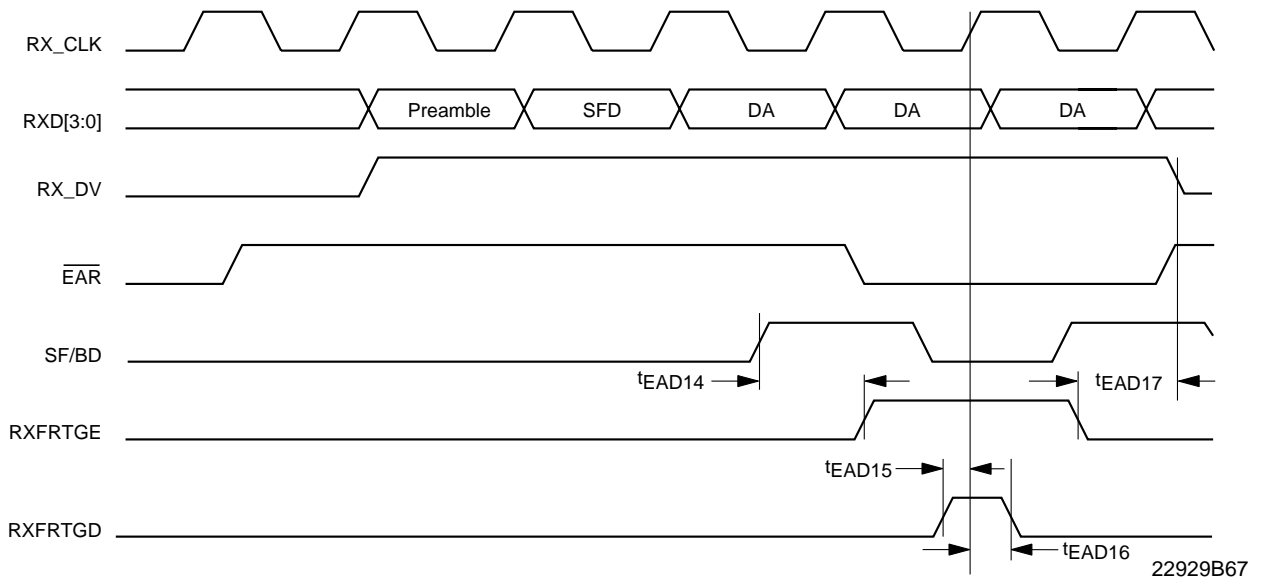 RX_CLK
RXD[3:0]
Preamble
SFD
DA
DA
DA
RX_DV
EAR
SF/BD
tEAD14
tEAD17
RXFRTGE
tEAD15
RXFRTGD
tEAD16
22929B67